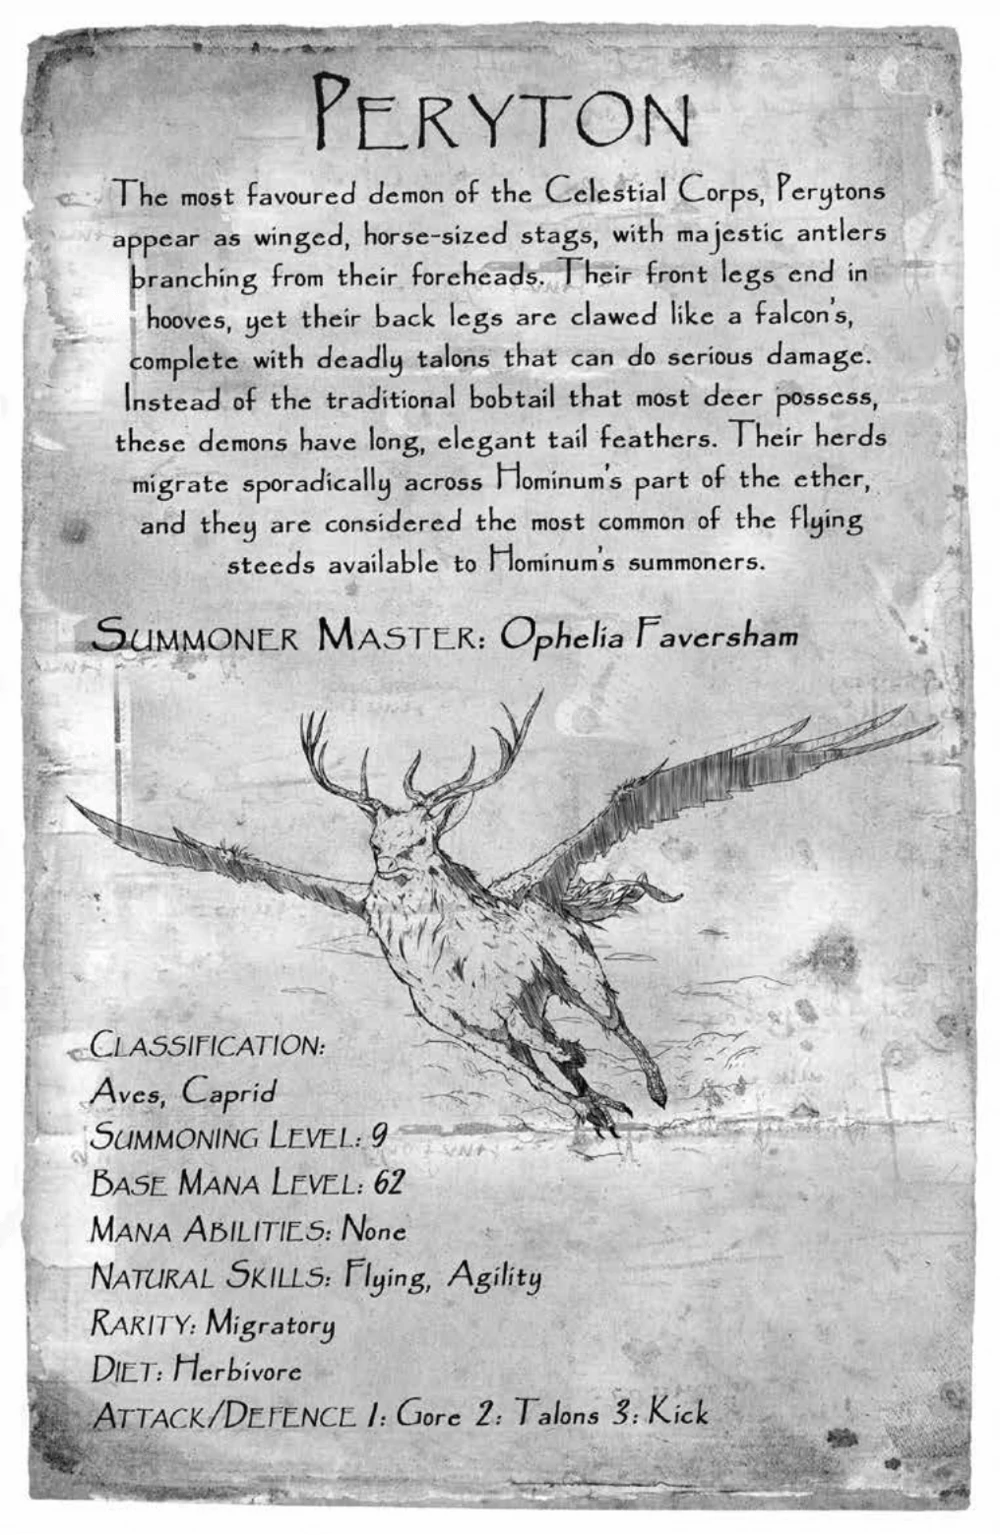 PERYTON
The most favoured demon of the Celestial Corps, Perytons
appear as winged, horse-sized stags, with majestic antlers
branching from their foreheads. Their front legs end in
hooves, yet their back legs are clawed like a falcon's,
complete with deadly talons that can do serious damage.
Instead of the traditional bobtail that most deer possess,
these demons have long, elegant tail feathers. Their herds
migrate sporadically across Hominum's part of the ether,
and they are considered the most common of the flying
steeds available to Hominum's summoners.
SUMMONER MASTER: Ophelia Faversham
CLASSIFICATION:
Aves, Caprid
SUMMONING LEVEL: 9
BASE MANA LEVEL: 62
MANA ABILITIES: None
NATURAL SKILLS: Flying, Agility
RARITY: Migratory
DIET: Herbivore
ATTACK/DEFENCE 1: Gore 2: Talons 3: Kick